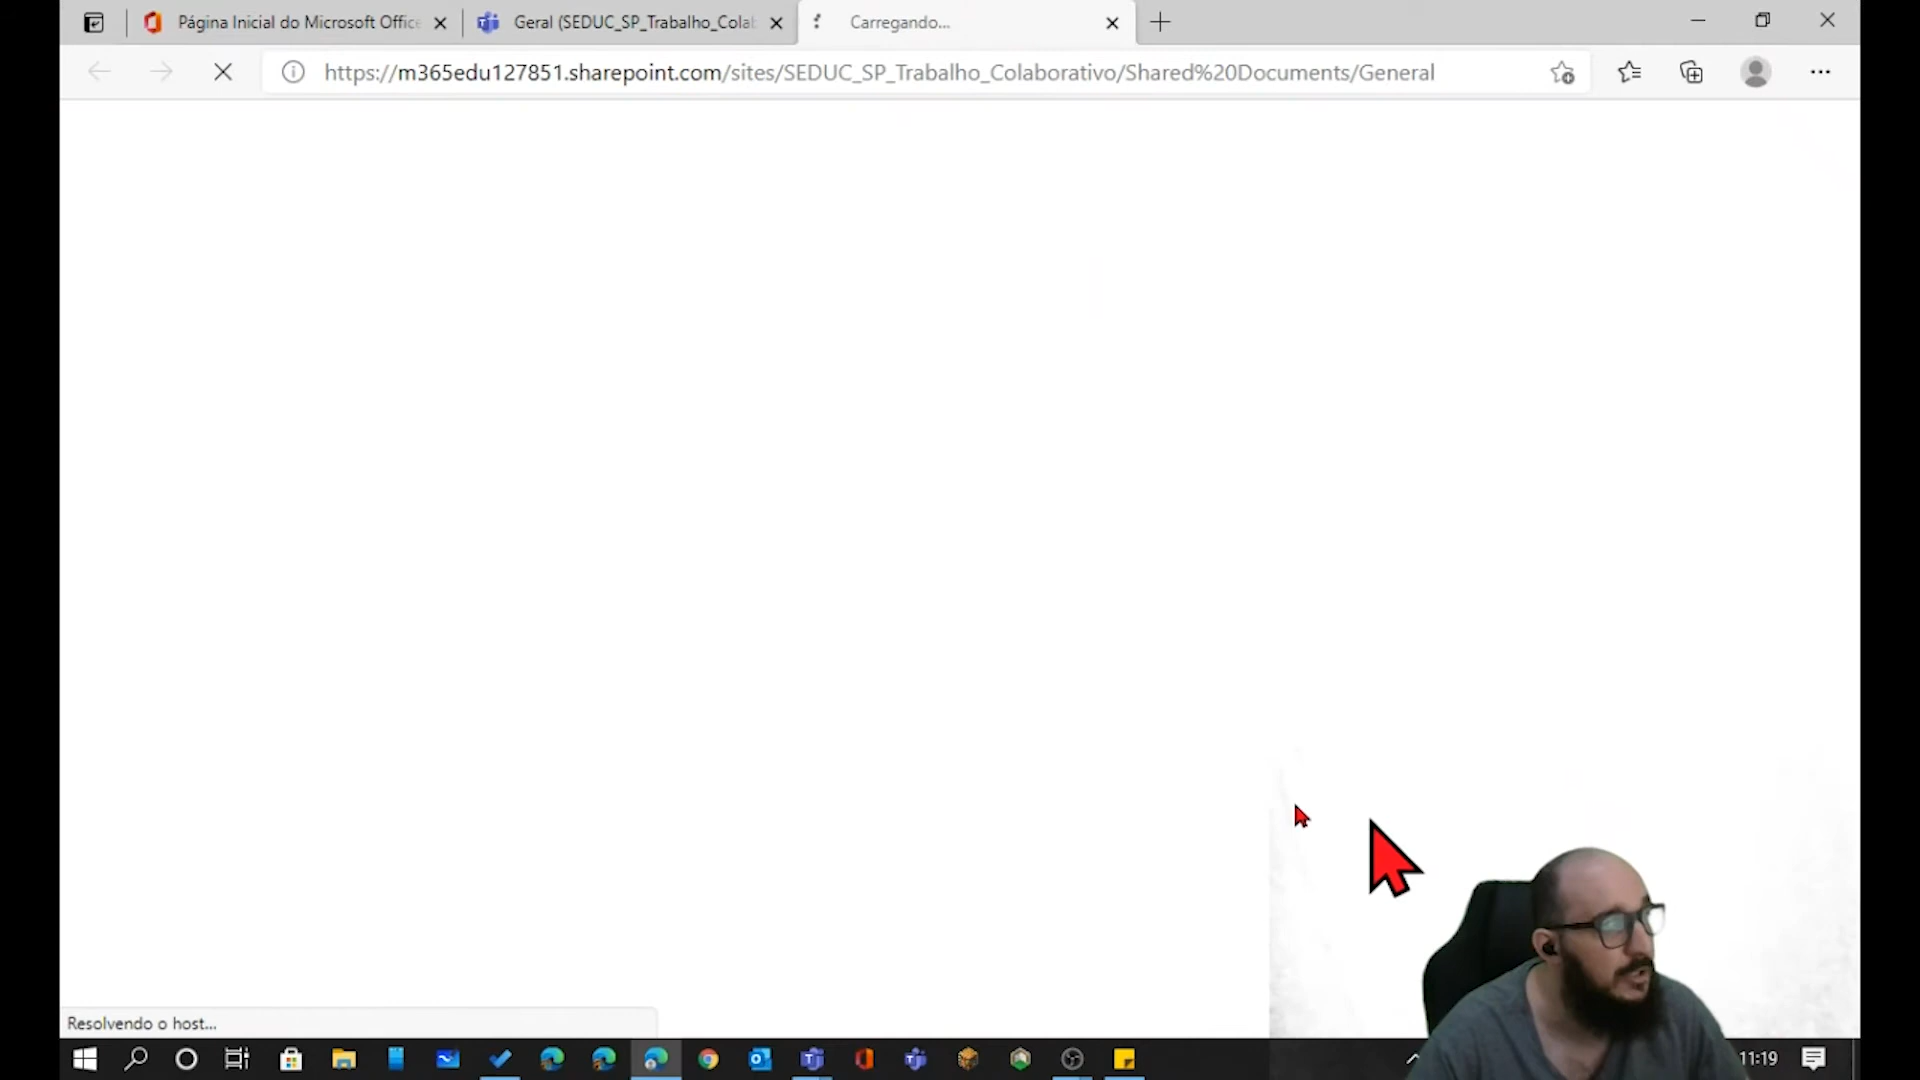 Página Inicial do Microsoft Office
Geral (SEDUC_SP_Trabalho_Colab
Carregando...
https://m365edu127851.sharepoint.com/sites/SEDUC_SP_Trabalho_Colaborativo/Shared%20Documents/General
Resolvendo o host...
11:19